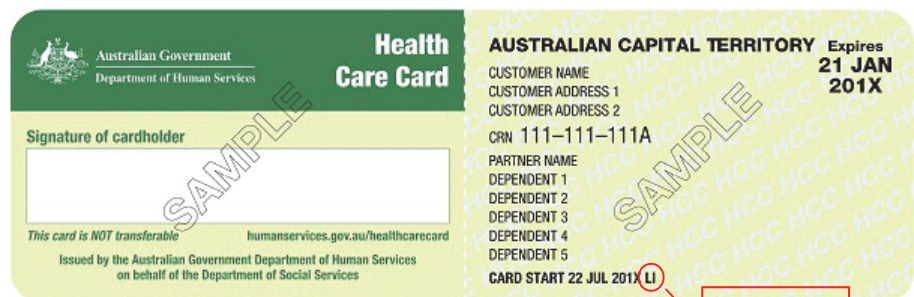 Australian Government
Department of Human Services
Health
Care Card
Signature of cardholder
SAMPLE
This card is NOT transferable
humanservices.gov.au/healthcarecard
Issued by the Australian Government Department of Human Services
on behalf of the Department of Social Services
AUSTRALIAN CAPITAL TERRITORY
Expires
21 JAN
201X
CUSTOMER NAME
CUSTOMER ADDRESS 1
CUSTOMER ADDRESS 2
CRN 111–111–111A
PARTNER NAME
DEPENDENT 1
DEPENDENT 2
DEPENDENT 3
DEPENDENT 4
DEPENDENT 5
CARD START 22 JUL 201X LI
SAMPLE
HCC HCC HCC HCC